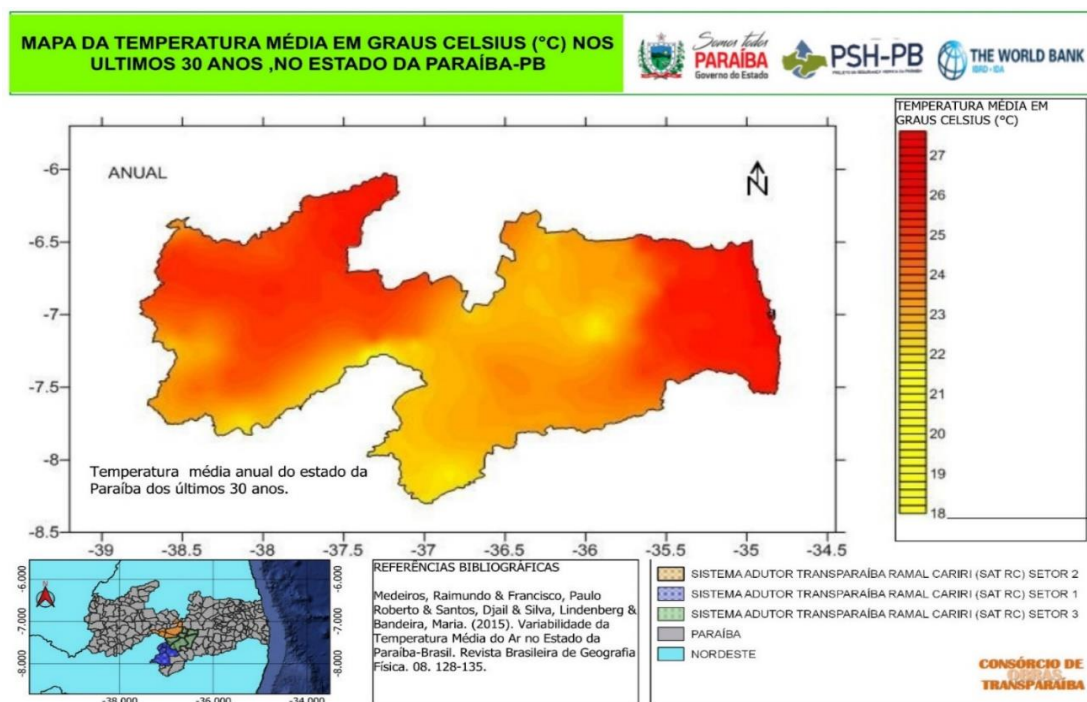 MAPA DA TEMPERATURA MÉDIA EM GRAUS CELSIUS (°C) NOS
ULTIMOS 30 ANOS ,NO ESTADO DA PARAÍBA-PB
Somos todos
PARAÍBA
Governo do Estado
PSH-PB
THE WORLD BANK
IBRD • IDA
TEMPERATURA MÉDIA EM
GRAUS CELSIUS (°C)
27
26
25
24
23
22
21
20
19
18
ANUAL
N
-6
-6.5
-7
-7.5
-8
-8.5
Temperatura média anual do estado da
Paraíba dos últimos 30 anos.
-39
-38.5
-38
-37.5
-37
-36.5
-36
-35.5
-35
-34.5
-6.000
-7.000
-8.000
-6.000
-7.000
-8.000
-38.000
-36.000
-34.000
REFERÊNCIAS BIBLIOGRÁFICAS
Medeiros, Raimundo & Francisco, Paulo
Roberto & Santos, Djail & Silva, Lindenberg &
Bandeira, Maria. (2015). Variabilidade da
Temperatura Média do Ar no Estado da
Paraíba-Brasil. Revista Brasileira de Geografia
Física. 08. 128-135.
SISTEMA ADUTOR TRANSPARAÍBA RAMAL CARIRI (SAT RC) SETOR 2
SISTEMA ADUTOR TRANSPARAÍBA RAMAL CARIRI (SAT RC) SETOR 1
SISTEMA ADUTOR TRANSPARAÍBA RAMAL CARIRI (SAT RC) SETOR 3
PARAÍBA
NORDESTE
CONSÓRCIO DE
OBRAS
TRANSPARAÍBA